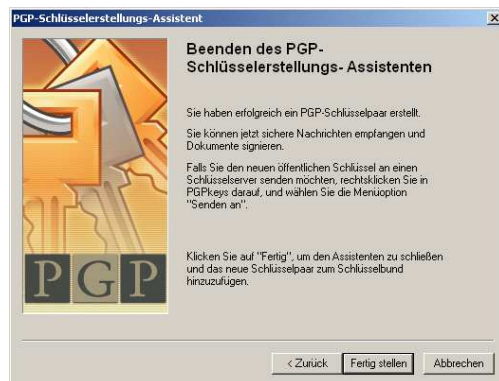 PGP-Schlüsselerstellungs-Assistent
Beenden des PGP-
Schlüsselerstellungs- Assistenten
Sie haben erfolgreich ein PGP-Schlüsselpaar erstellt.
Sie können jetzt sichere Nachrichten empfangen und
Dokumente signieren.
Falls Sie den neuen öffentlichen Schlüssel an einen
Schlüsselserver senden möchten, rechtsklicken Sie in
PGPkeys darauf, und wählen Sie die Menüoption
"Senden an".
Klicken Sie auf "Fertig", um den Assistenten zu schließen
und das neue Schlüsselpaar zum Schlüsselbund
hinzuzufügen.
PGP
< Zurück
Fertig stellen
Abbrechen